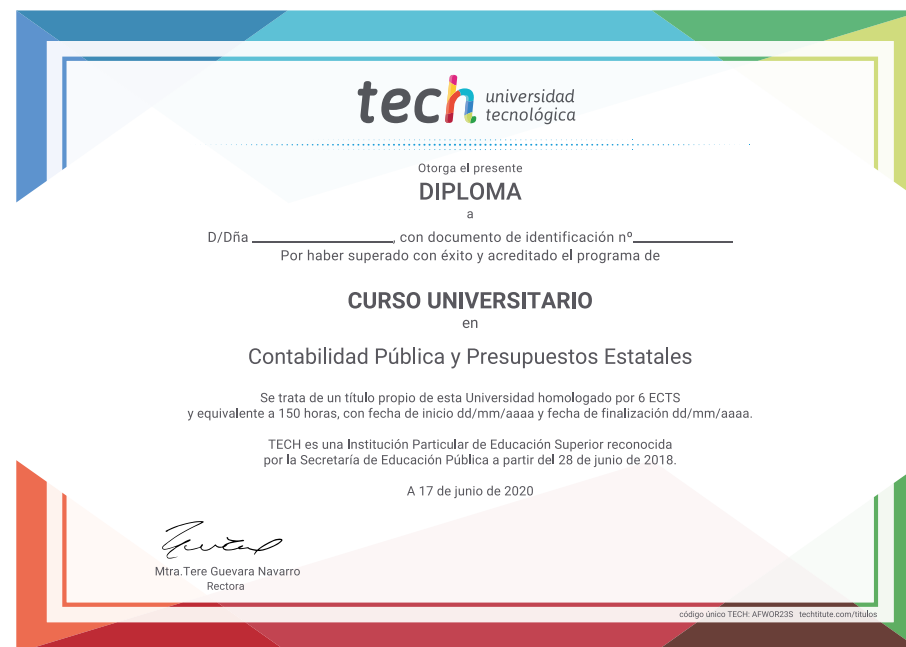 tech universidad
tecnológica
Otorga el presente
DIPLOMA
a
D/Dña ____________________, con documento de identificación nº______________
Por haber superado con éxito y acreditado el programa de
CURSO UNIVERSITARIO
en
Contabilidad Pública y Presupuestos Estatales
Se trata de un título propio de esta Universidad homologado por 6 ECTS
y equivalente a 150 horas, con fecha de inicio dd/mm/aaaa y fecha de finalización dd/mm/aaaa.
TECH es una Institución Particular de Educación Superior reconocida
por la Secretaría de Educación Pública a partir del 28 de junio de 2018.
A 17 de junio de 2020
Mtra.Tere Guevara Navarro
Rectora
código único TECH: AFWOR23S techtitute.com/titulos